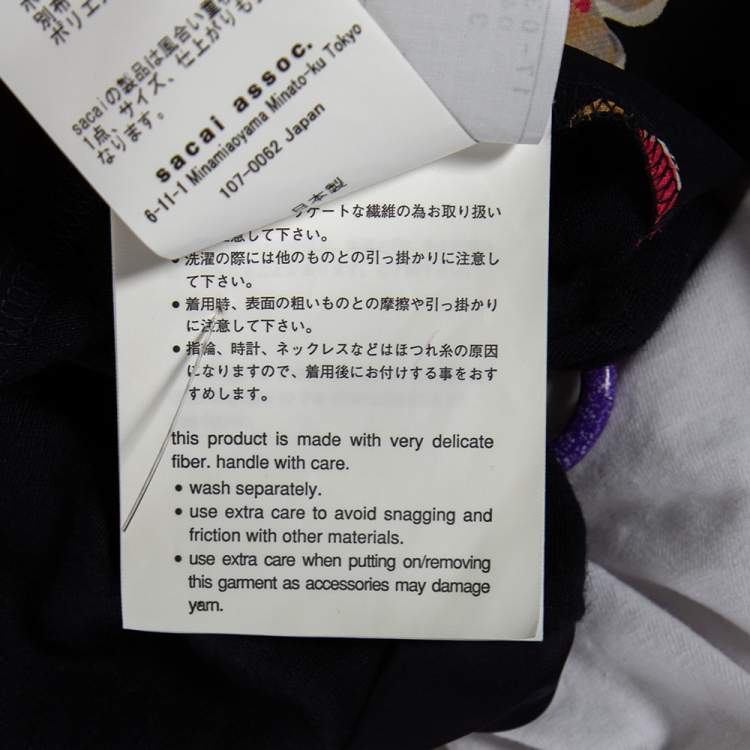 別布
ポリエ
sacaiの製品は風合い重
1点、サイズ、仕上がりも
なります。
sacai assoc.
6-11-1 Minamiaoyama Minato-ku Tokyo
107-0062 Japan
日本製
3
17-03
ケートな繊維の為お取り扱い
意して下さい。
● 洗濯の際には他のものとの引っ掛かりに注意し
て下さい。
● 着用時、表面の粗いものとの摩擦や引っ掛かり
に注意して下さい。
● 指輪、時計、ネックレスなどはほつれ糸の原因
になりますので、着用後にお付けする事をおす
すめします。
this product is made with very delicate
fiber. handle with care.
● wash separately.
● use extra care to avoid snagging and
friction with other materials.
● use extra care when putting on/removing
this garment as accessories may damage
yarn.